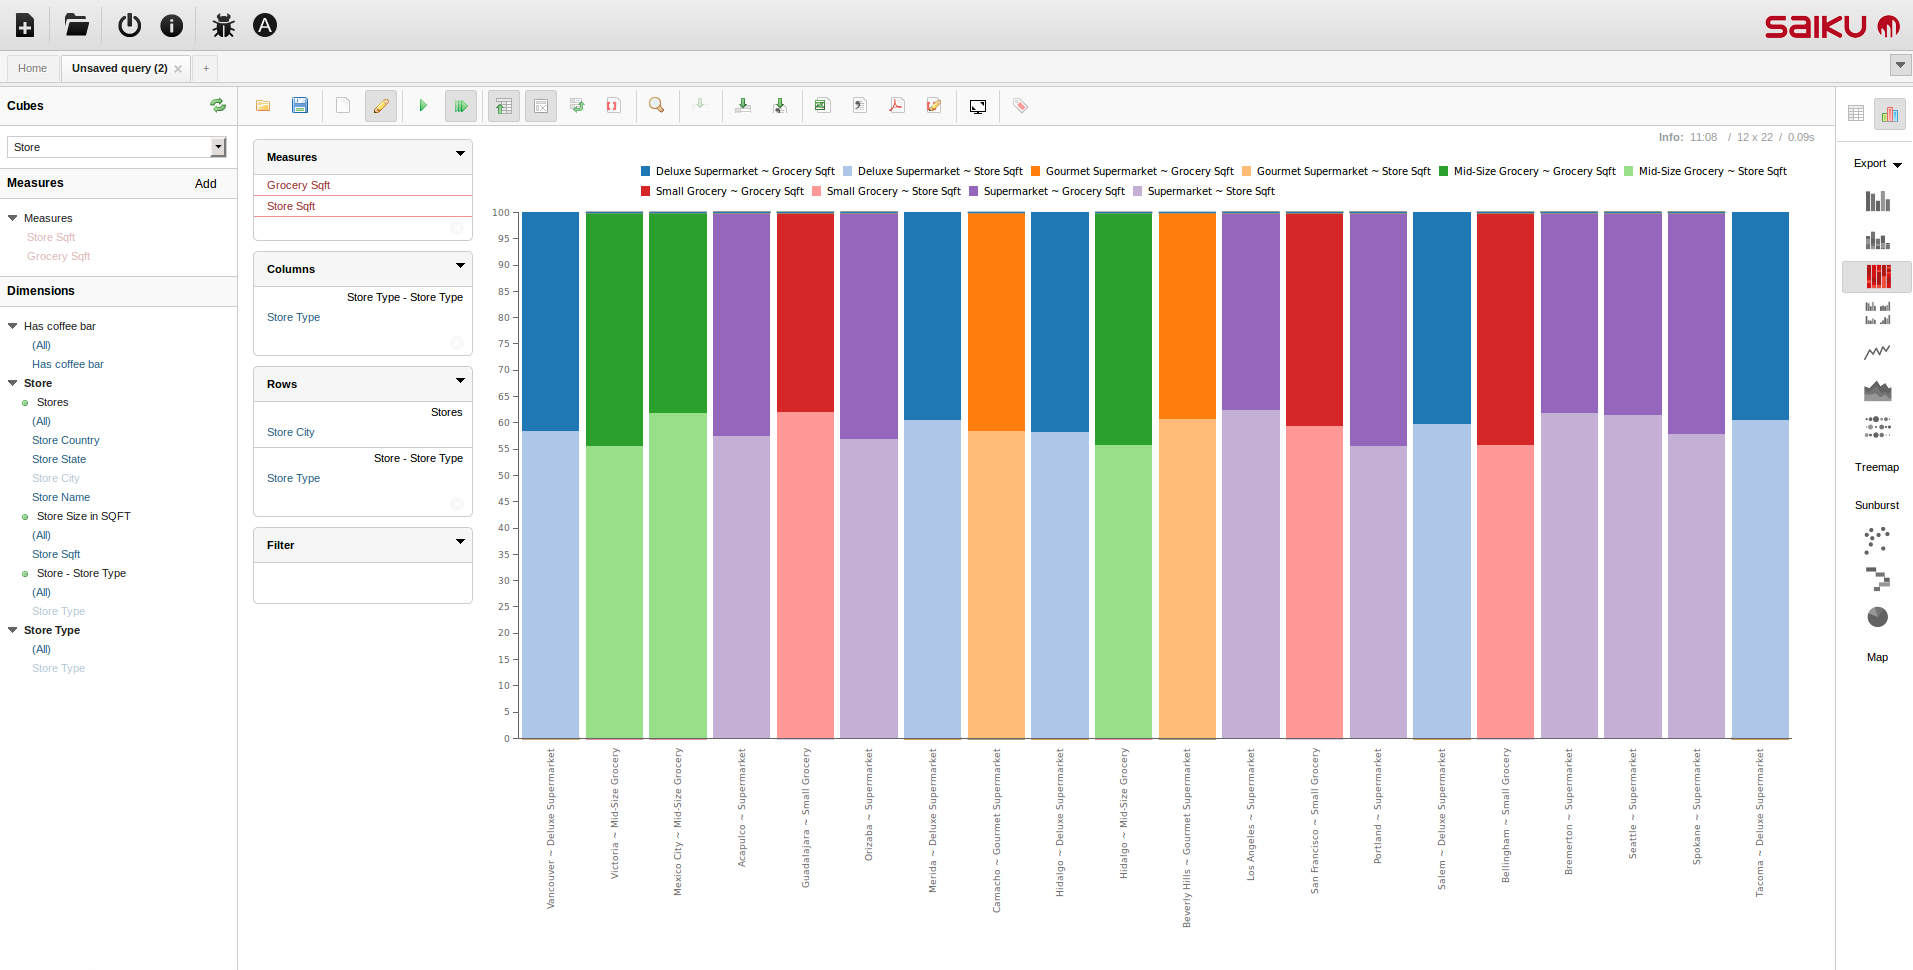 saiku
Home
Unsaved query (2)
+
Cubes
Store
Measures Add
Measures
Store Sqft
Grocery Sqft
Dimensions
Has coffee bar
(All)
Has coffee bar
Store
Stores
(All)
Store Country
Store State
Store City
Store Name
Store Size in SQFT
(All)
Store Sqft
Store - Store Type
(All)
Store Type
Store Type
(All)
Store Type
Measures
Grocery Sqft
Store Sqft
Columns
Store Type - Store Type
Store Type
Rows
Stores
Store City
Store - Store Type
Store Type
Filter
Info: 11:08 / 12 x 22 / 0.09s
Deluxe Supermarket ~ Grocery Sqft Deluxe Supermarket ~ Store Sqft Gourmet Supermarket ~ Grocery Sqft Gourmet Supermarket ~ Store Sqft Mid-Size Grocery ~ Grocery Sqft Mid-Size Grocery ~ Store Sqft
Small Grocery ~ Grocery Sqft Small Grocery ~ Store Sqft Supermarket ~ Grocery Sqft Supermarket ~ Store Sqft
100
95
90
85
80
75
70
65
60
55
50
45
40
35
30
25
20
15
10
5
0
Vancouver ~ Deluxe Supermarket
Victoria ~ Mid-Size Grocery
Mexico City ~ Mid-Size Grocery
Acapulco ~ Supermarket
Guadalajara ~ Small Grocery
Orizaba ~ Supermarket
Merida ~ Deluxe Supermarket
Camacho ~ Gourmet Supermarket
Hidalgo ~ Deluxe Supermarket
Hidalgo ~ Mid-Size Grocery
Beverly Hills ~ Gourmet Supermarket
Los Angeles ~ Supermarket
San Francisco ~ Small Grocery
Portland ~ Supermarket
Salem ~ Deluxe Supermarket
Bellingham ~ Small Grocery
Bremerton ~ Supermarket
Seattle ~ Supermarket
Spokane ~ Supermarket
Tacoma ~ Deluxe Supermarket
Export
Treemap
Sunburst
Map